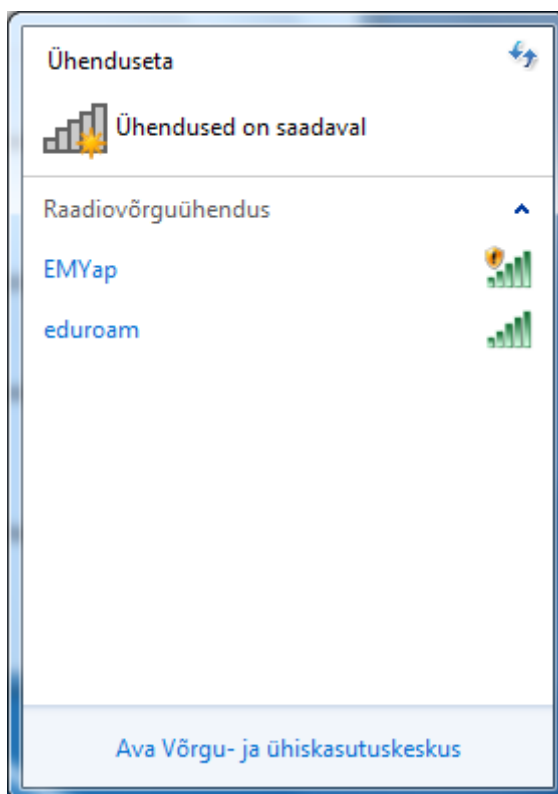 Ühenduseta
Ühendused on saadaval
Raadiovõrguühendus
EMYap
eduroam
Ava Võrgu- ja ühiskasutuskeskus